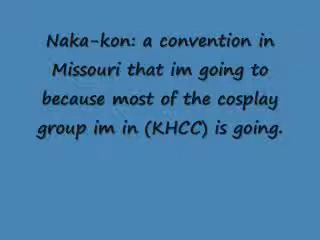 Naka-kon: a convention in
Missouri that im going to
because most of the cosplay
group im in (KHCC) is going.